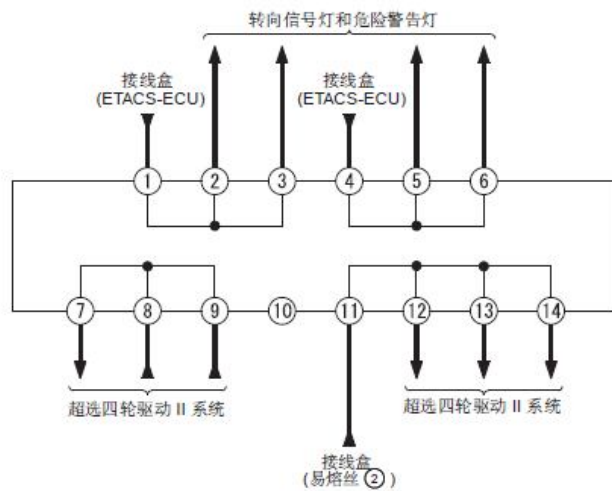 转向信号灯和危险警告灯
接线盒
(ETACS-ECU)
接线盒
(ETACS-ECU)
1 2 3 4 5 6
7 8 9 10 11 12 13 14
超选四轮驱动 II 系统
超选四轮驱动 II 系统
接线盒
(易熔丝②)